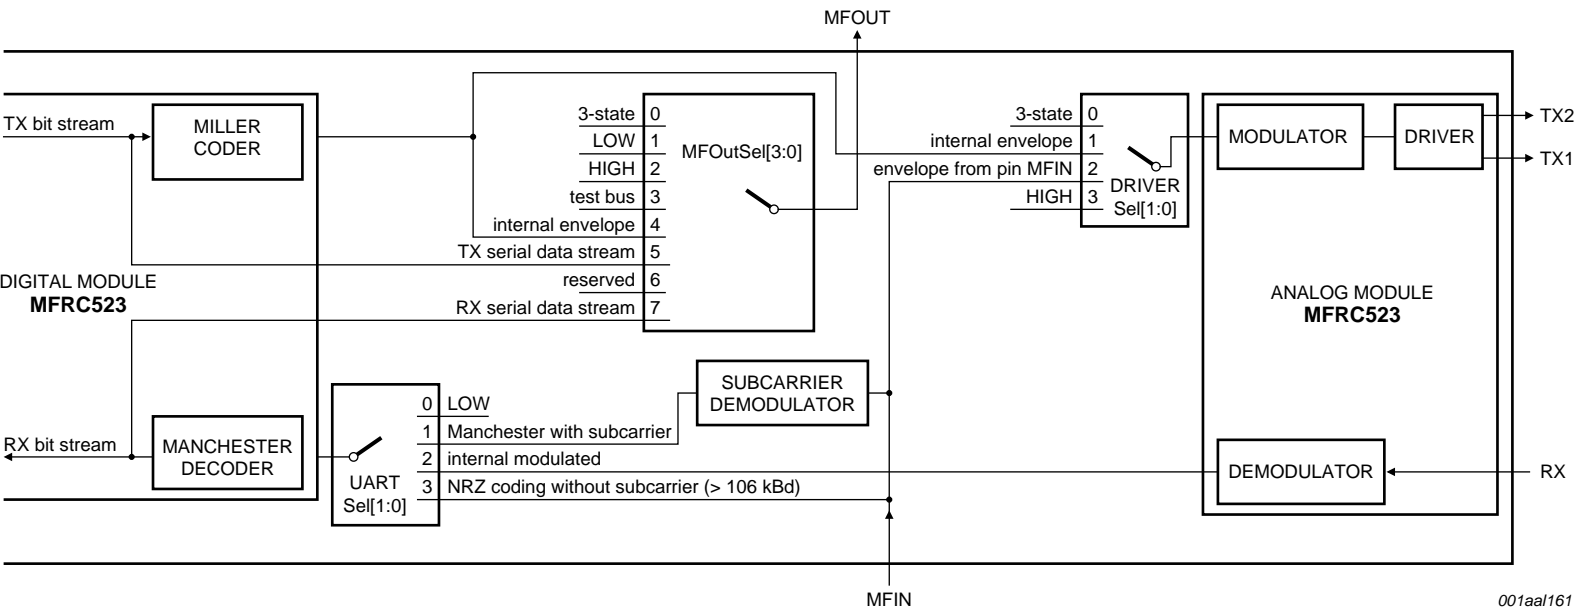 MFOUT
TX bit stream
MILLER
CODER
3-state 0
LOW 1
HIGH 2
test bus 3
internal envelope 4
TX serial data stream 5
reserved 6
RX serial data stream 7
MFOutSel[3:0]
3-state 0
internal envelope 1
envelope from pin MFIN 2
HIGH 3
DRIVER
Sel[1:0]
MODULATOR
DRIVER
TX2
TX1
DIGITAL MODULE
MFRC523
ANALOG MODULE
MFRC523
SUBCARRIER
DEMODULATOR
0 LOW
1 Manchester with subcarrier
2 internal modulated
3 NRZ coding without subcarrier (> 106 kBd)
UART
Sel[1:0]
RX bit stream
MANCHESTER
DECODER
DEMODULATOR
RX
MFIN
001aal161